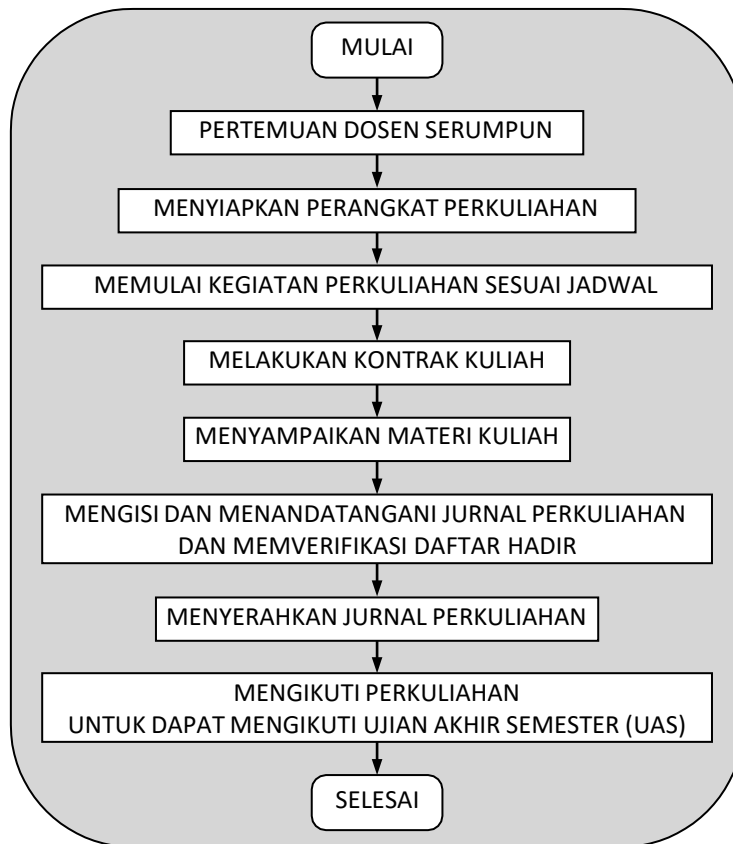 MULAI
PERTEMUAN DOSEN SERUMPUN
MENYIAPKAN PERANGKAT PERKULIAHAN
MEMULAI KEGIATAN PERKULIAHAN SESUAI JADWAL
MELAKUKAN KONTRAK KULIAH
MENYAMPAIKAN MATERI KULIAH
MENGISI DAN MENANDATANGANI JURNAL PERKULIAHAN
DAN MEMVERIFIKASI DAFTAR HADIR
MENYERAHKAN JURNAL PERKULIAHAN
MENGIKUTI PERKULIAHAN
UNTUK DAPAT MENGIKUTI UJIAN AKHIR SEMESTER (UAS)
SELESAI